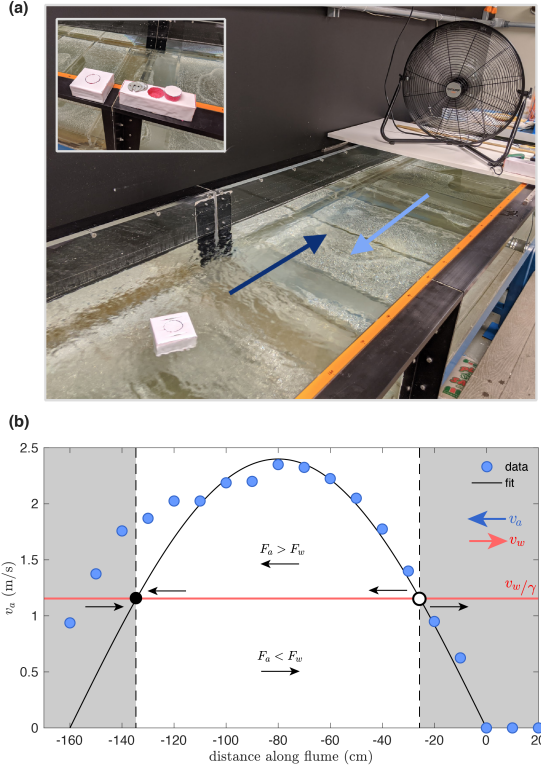 (a)
(b)
2.5
2
1.5
1
0.5
0
v_a (m/s)
data
fit
v_a
v_w
F_a > F_w
v_w/γ
F_a < F_w
-160 -140 -120 -100 -80 -60 -40 -20 0 20
distance along flume (cm)